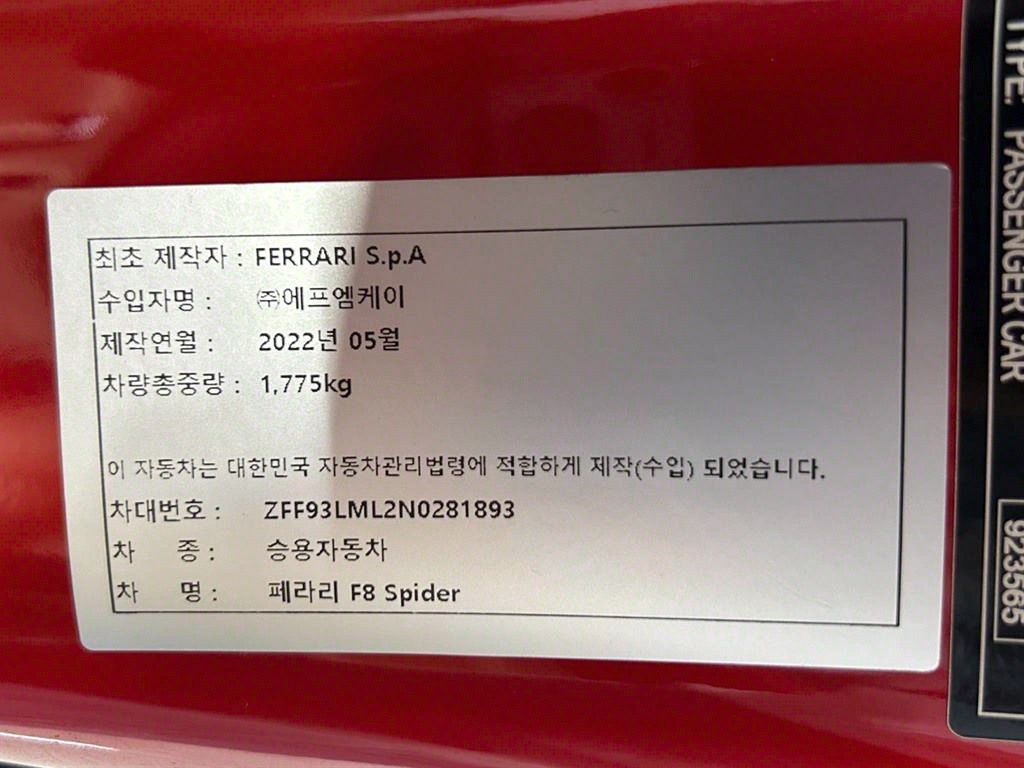 최초 제작자 : FERRARI S.p.A
수입자명 : ㈜에프엠케이
제작연월 : 2022년 05월
차량총중량 : 1,775kg
이 자동차는 대한민국 자동차관리법령에 적합하게 제작(수입) 되었습니다.
차대번호 : ZFF93LML2N0281893
차 종 : 승용자동차
차 명 : 페라리 F8 Spider
TYPE: PASSENGER CAR
923565